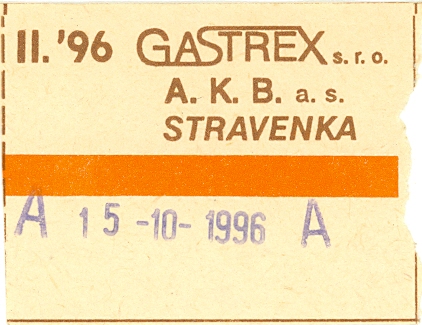 II. '96 GASTREX s. r. o.
A. K. B. a. s.
STRAVENKA
A 15 -10- 1996 A